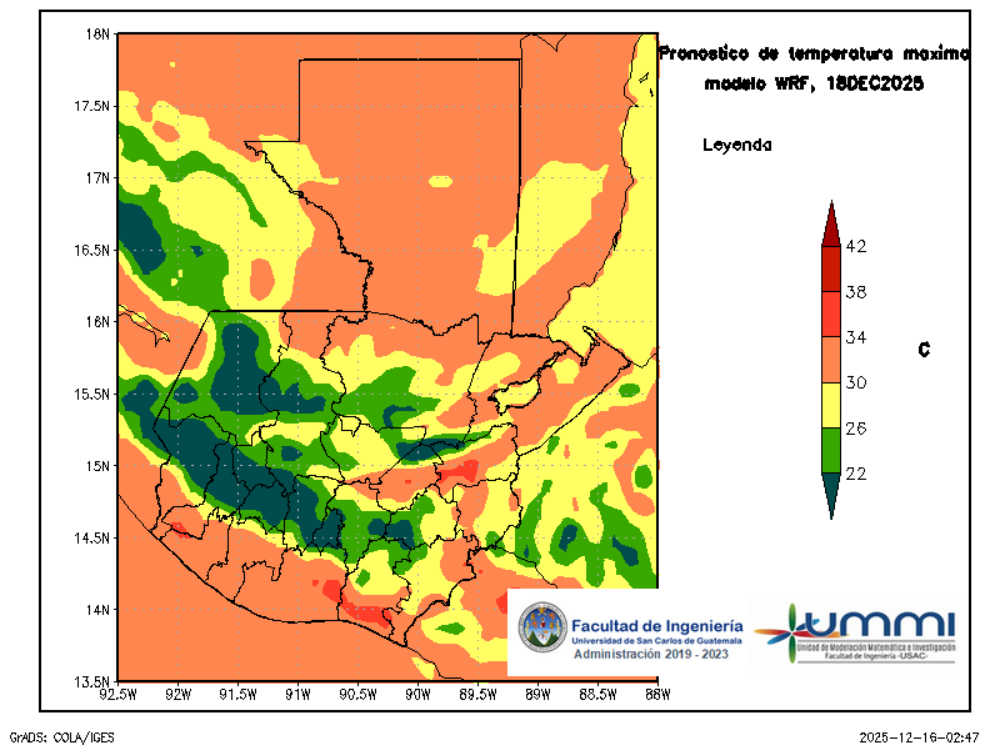 Pronostico de temperatura maxima
modelo WRF, 18DEC2025
Leyenda
42
38
34
30
26
22
C
18N
17.5N
17N
16.5N
16N
15.5N
15N
14.5N
14N
13.5N
92.5W 92W 91.5W 91W 90.5W 90W 89.5W 89W 88.5W 88W
Facultad de Ingeniería
Universidad de San Carlos de Guatemala
Administración 2019 - 2023
ummi
Unidad de Modelación Matemática e Investigación
Facultad de Ingeniería -USAC-
GrADS: COLA/IGES
2025-12-16-02:47